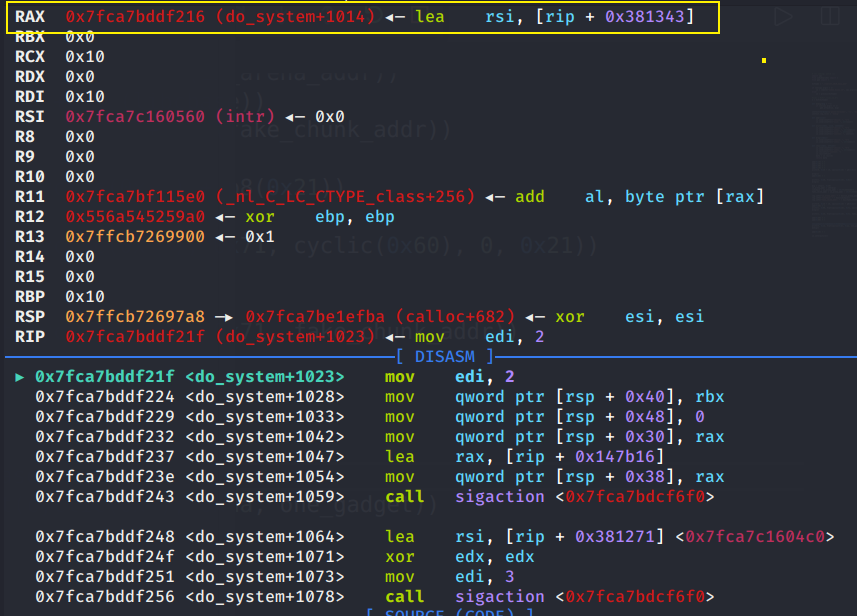 RAX 0x7fca7bddf216 (do_system+1014) ◂— lea rsi, [rip + 0x381343]
RBX 0x0
RCX 0x10
RDX 0x0
RDI 0x10
RSI 0x7fca7c160560 (intr) ◂— 0x0
R8 0x0
R9 0x0
R10 0x0
R11 0x7fca7bf115e0 (_nl_C_LC_CTYPE_class+256) ◂— add al, byte ptr [rax]
R12 0x556a545259a0 ◂— xor ebp, ebp
R13 0x7ffcb7269900 ◂— 0x1
R14 0x0
R15 0x0
RBP 0x10
RSP 0x7ffcb72697a8 —▸ 0x7fca7be1efba (calloc+682) ◂— xor esi, esi
RIP 0x7fca7bddf21f (do_system+1023) ◂— mov edi, 2
[ DISASM ]
► 0x7fca7bddf21f <do_system+1023> mov edi, 2
0x7fca7bddf224 <do_system+1028> mov qword ptr [rsp + 0x40], rbx
0x7fca7bddf229 <do_system+1033> mov qword ptr [rsp + 0x48], 0
0x7fca7bddf232 <do_system+1042> mov qword ptr [rsp + 0x30], rax
0x7fca7bddf237 <do_system+1047> lea rax, [rip + 0x147b16]
0x7fca7bddf23e <do_system+1054> mov qword ptr [rsp + 0x38], rax
0x7fca7bddf243 <do_system+1059> call sigaction <0x7fca7bdcf6f0>
0x7fca7bddf248 <do_system+1064> lea rsi, [rip + 0x381271] <0x7fca7c1604c0>
0x7fca7bddf24f <do_system+1071> xor edx, edx
0x7fca7bddf251 <do_system+1073> mov edi, 3
0x7fca7bddf256 <do_system+1078> call sigaction <0x7fca7bdcf6f0>
[ SOURCE (CODE) ]